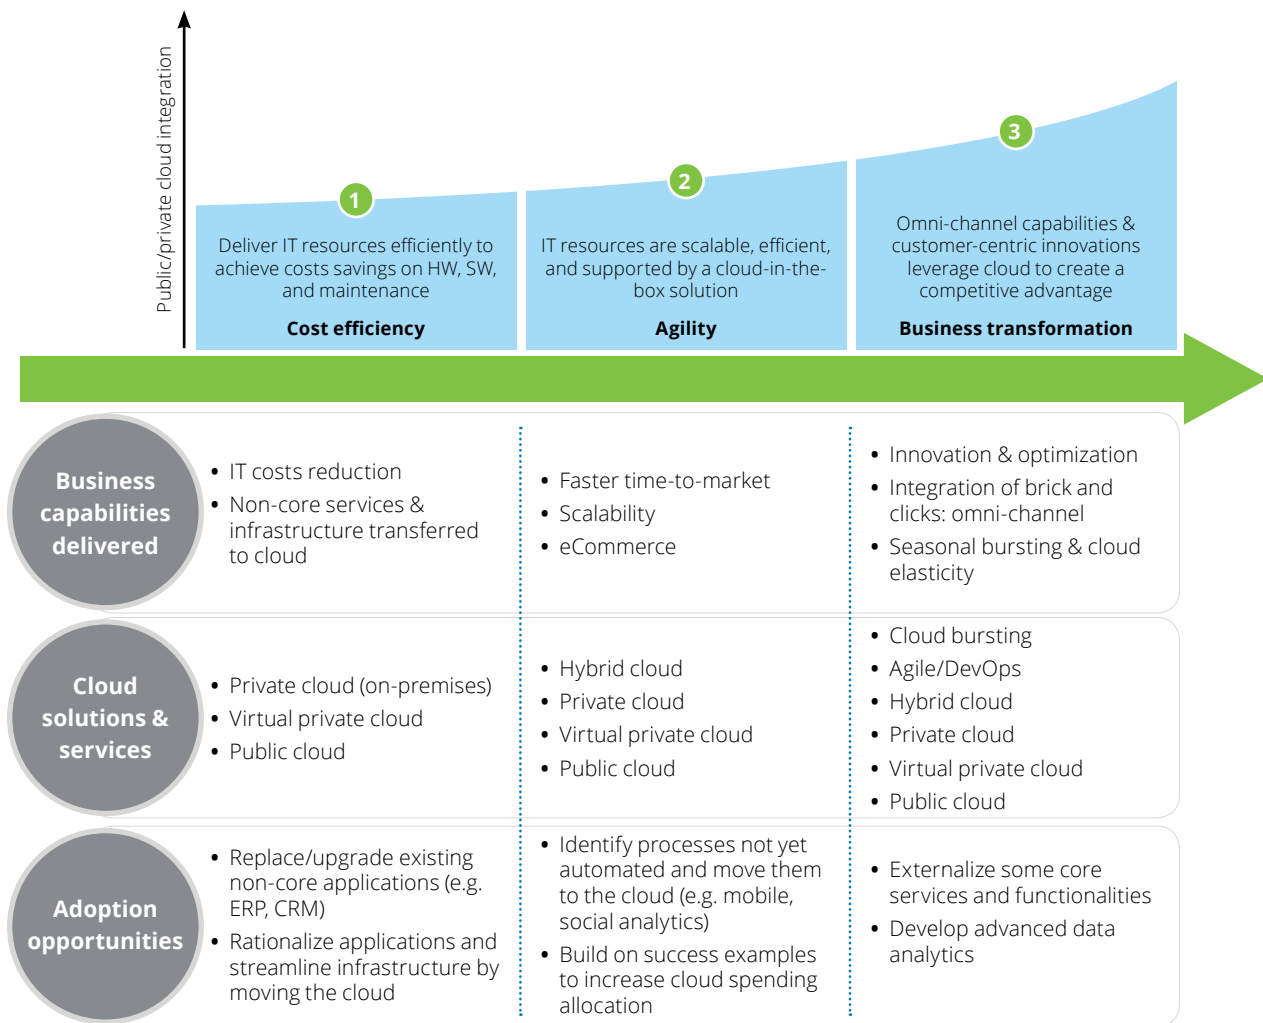 Public/private cloud integration
1
Deliver IT resources efficiently to
achieve costs savings on HW, SW,
and maintenance
Cost efficiency
2
IT resources are scalable, efficient,
and supported by a cloud-in-the-
box solution
Agility
3
Omni-channel capabilities &
customer-centric innovations
leverage cloud to create a
competitive advantage
Business transformation
Business
capabilities
delivered
• IT costs reduction
• Non-core services &
infrastructure transferred
to cloud
• Faster time-to-market
• Scalability
• eCommerce
• Innovation & optimization
• Integration of brick and
clicks: omni-channel
• Seasonal bursting & cloud
elasticity
Cloud
solutions &
services
• Private cloud (on-premises)
• Virtual private cloud
• Public cloud
• Hybrid cloud
• Private cloud
• Virtual private cloud
• Public cloud
• Cloud bursting
• Agile/DevOps
• Hybrid cloud
• Private cloud
• Virtual private cloud
• Public cloud
Adoption
opportunities
• Replace/upgrade existing
non-core applications (e.g.
ERP, CRM)
• Rationalize applications and
streamline infrastructure by
moving the cloud
• Identify processes not yet
automated and move them
to the cloud (e.g. mobile,
social analytics)
• Build on success examples
to increase cloud spending
allocation
• Externalize some core
services and functionalities
• Develop advanced data
analytics